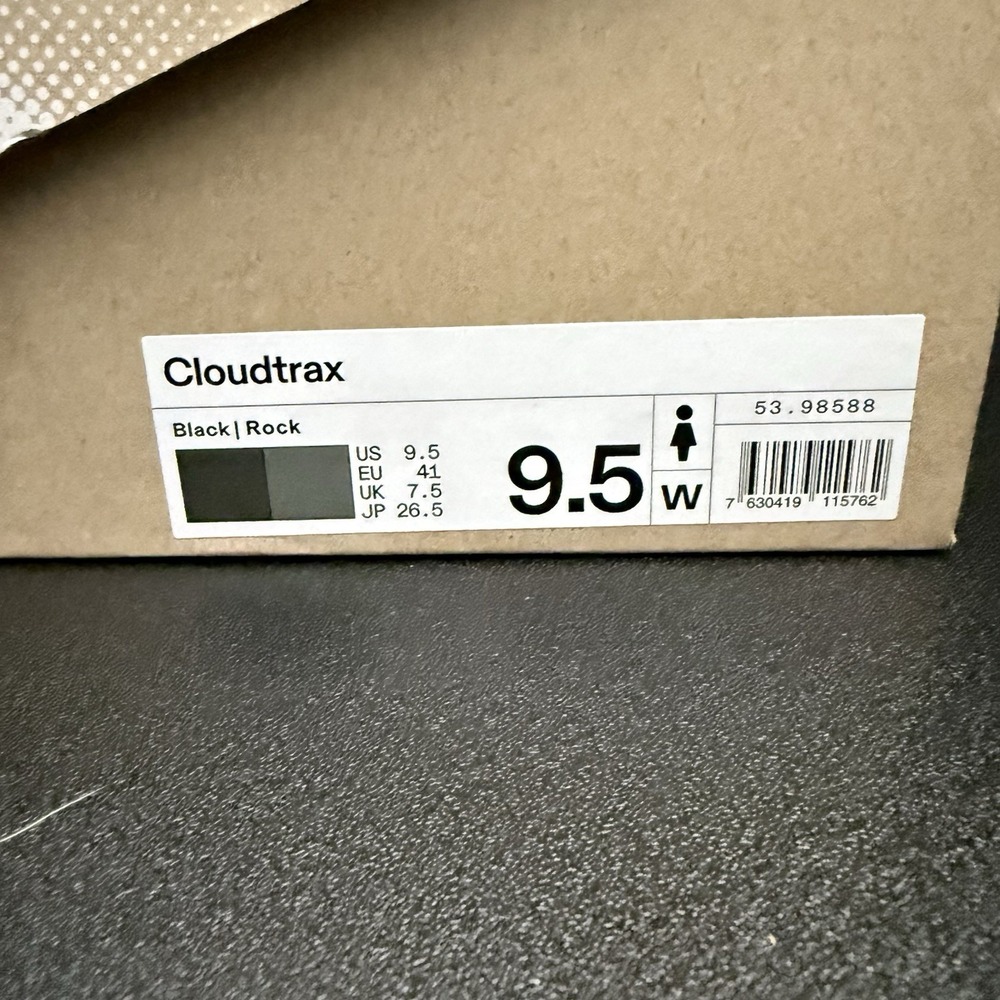 Cloudtrax
Black|Rock
US 9.5
EU 41
UK 7.5
JP 26.5
9.5
W
53.98588
7 630419 115762